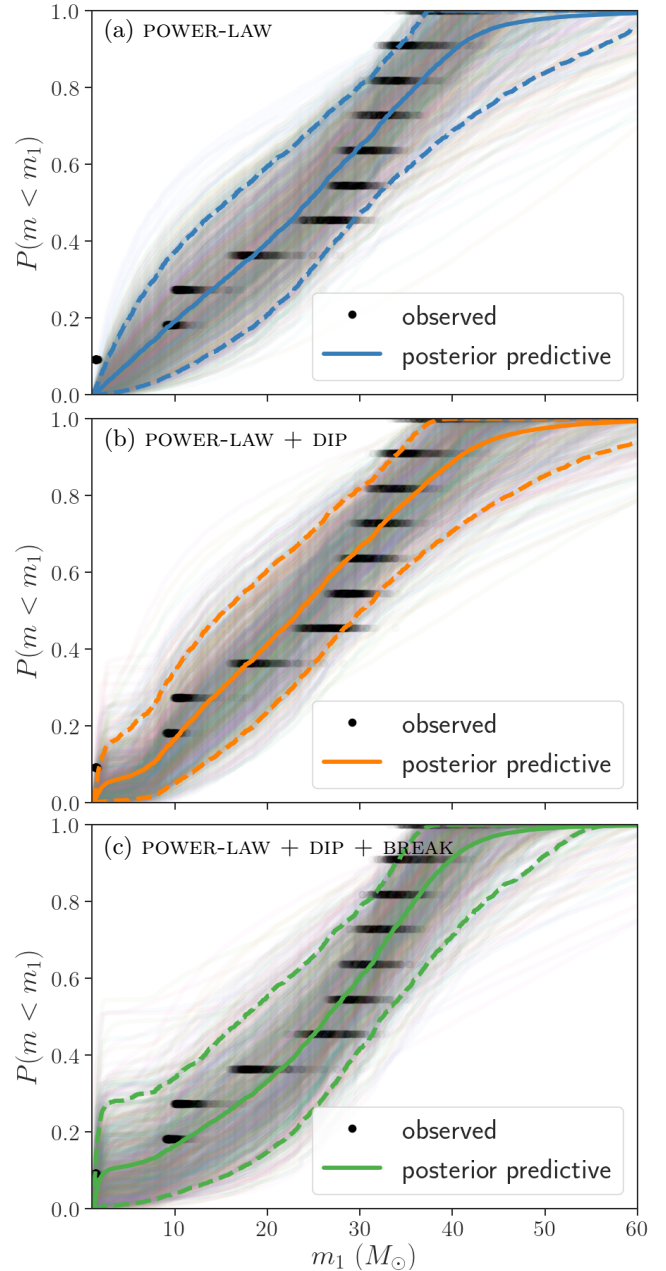 (a) POWER-LAW
1.0
0.8
0.6
0.4
0.2
0.0
P(m < m₁)
observed
posterior predictive
(b) POWER-LAW + DIP
1.0
0.8
0.6
0.4
0.2
0.0
P(m < m₁)
observed
posterior predictive
(c) POWER-LAW + DIP + BREAK
1.0
0.8
0.6
0.4
0.2
0.0
P(m < m₁)
observed
posterior predictive
10 20 30 40 50 60
m₁ (M⊙)